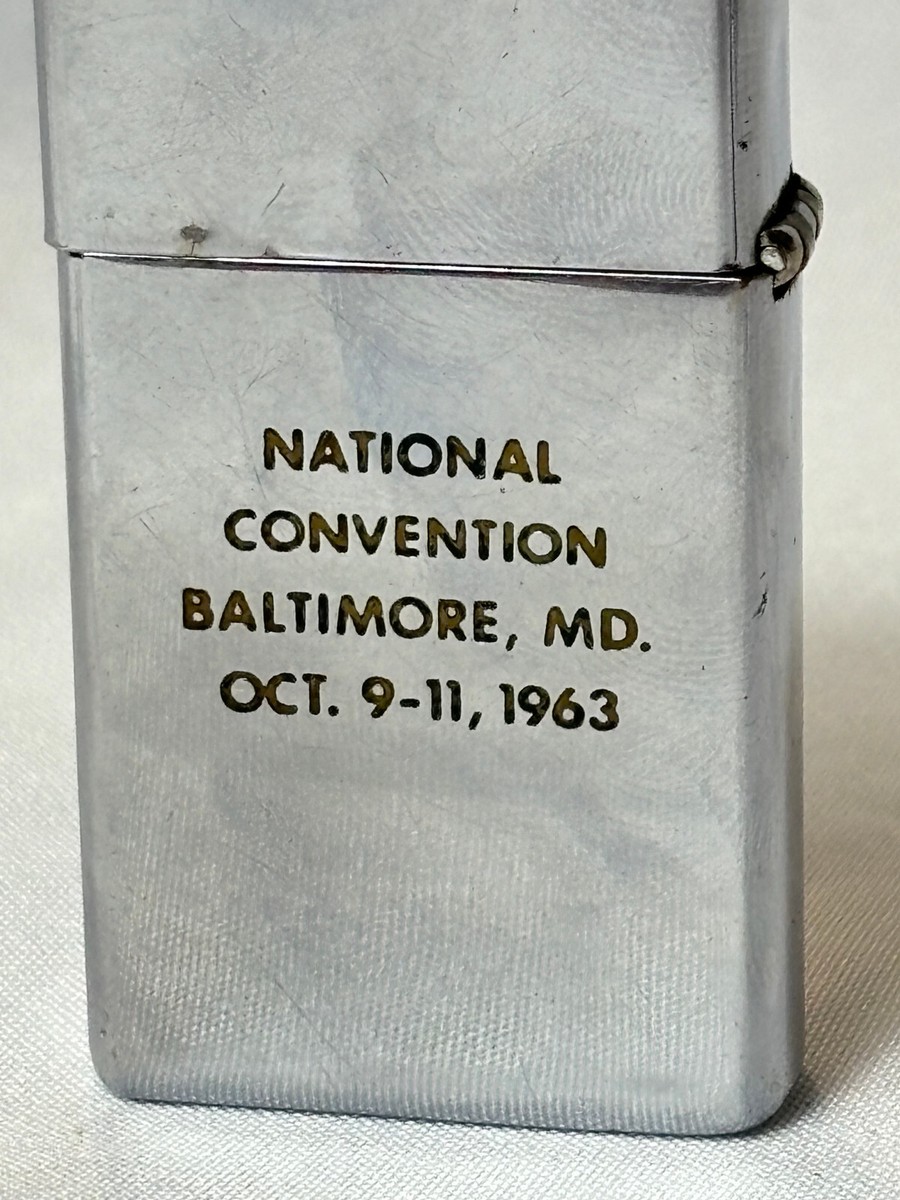 NATIONAL
CONVENTION
BALTIMORE, MD.
OCT. 9-11, 1963